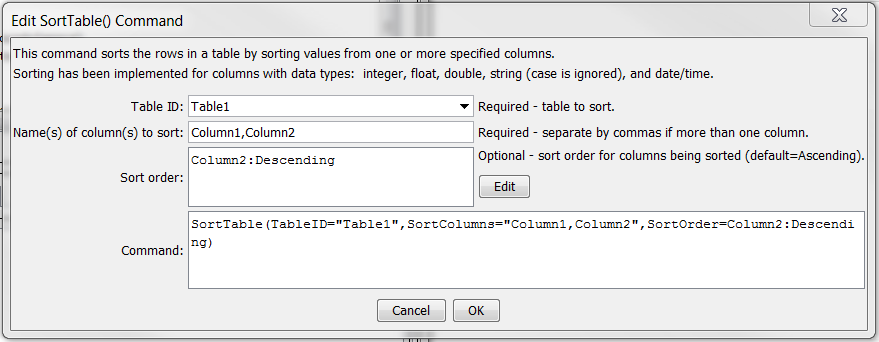 Edit SortTable() Command
This command sorts the rows in a table by sorting values from one or more specified columns.
Sorting has been implemented for columns with data types:  integer, float, double, string (case is ignored), and date/time.
Table ID: Table1 Required - table to sort.
Name(s) of column(s) to sort: Column1,Column2 Required - separate by commas if more than one column.
Sort order: Column2:Descending Optional - sort order for columns being sorted (default=Ascending).
Edit
Command: SortTable(TableID="Table1",SortColumns="Column1,Column2",SortOrder=Column2:Descendi
ng)
Cancel OK